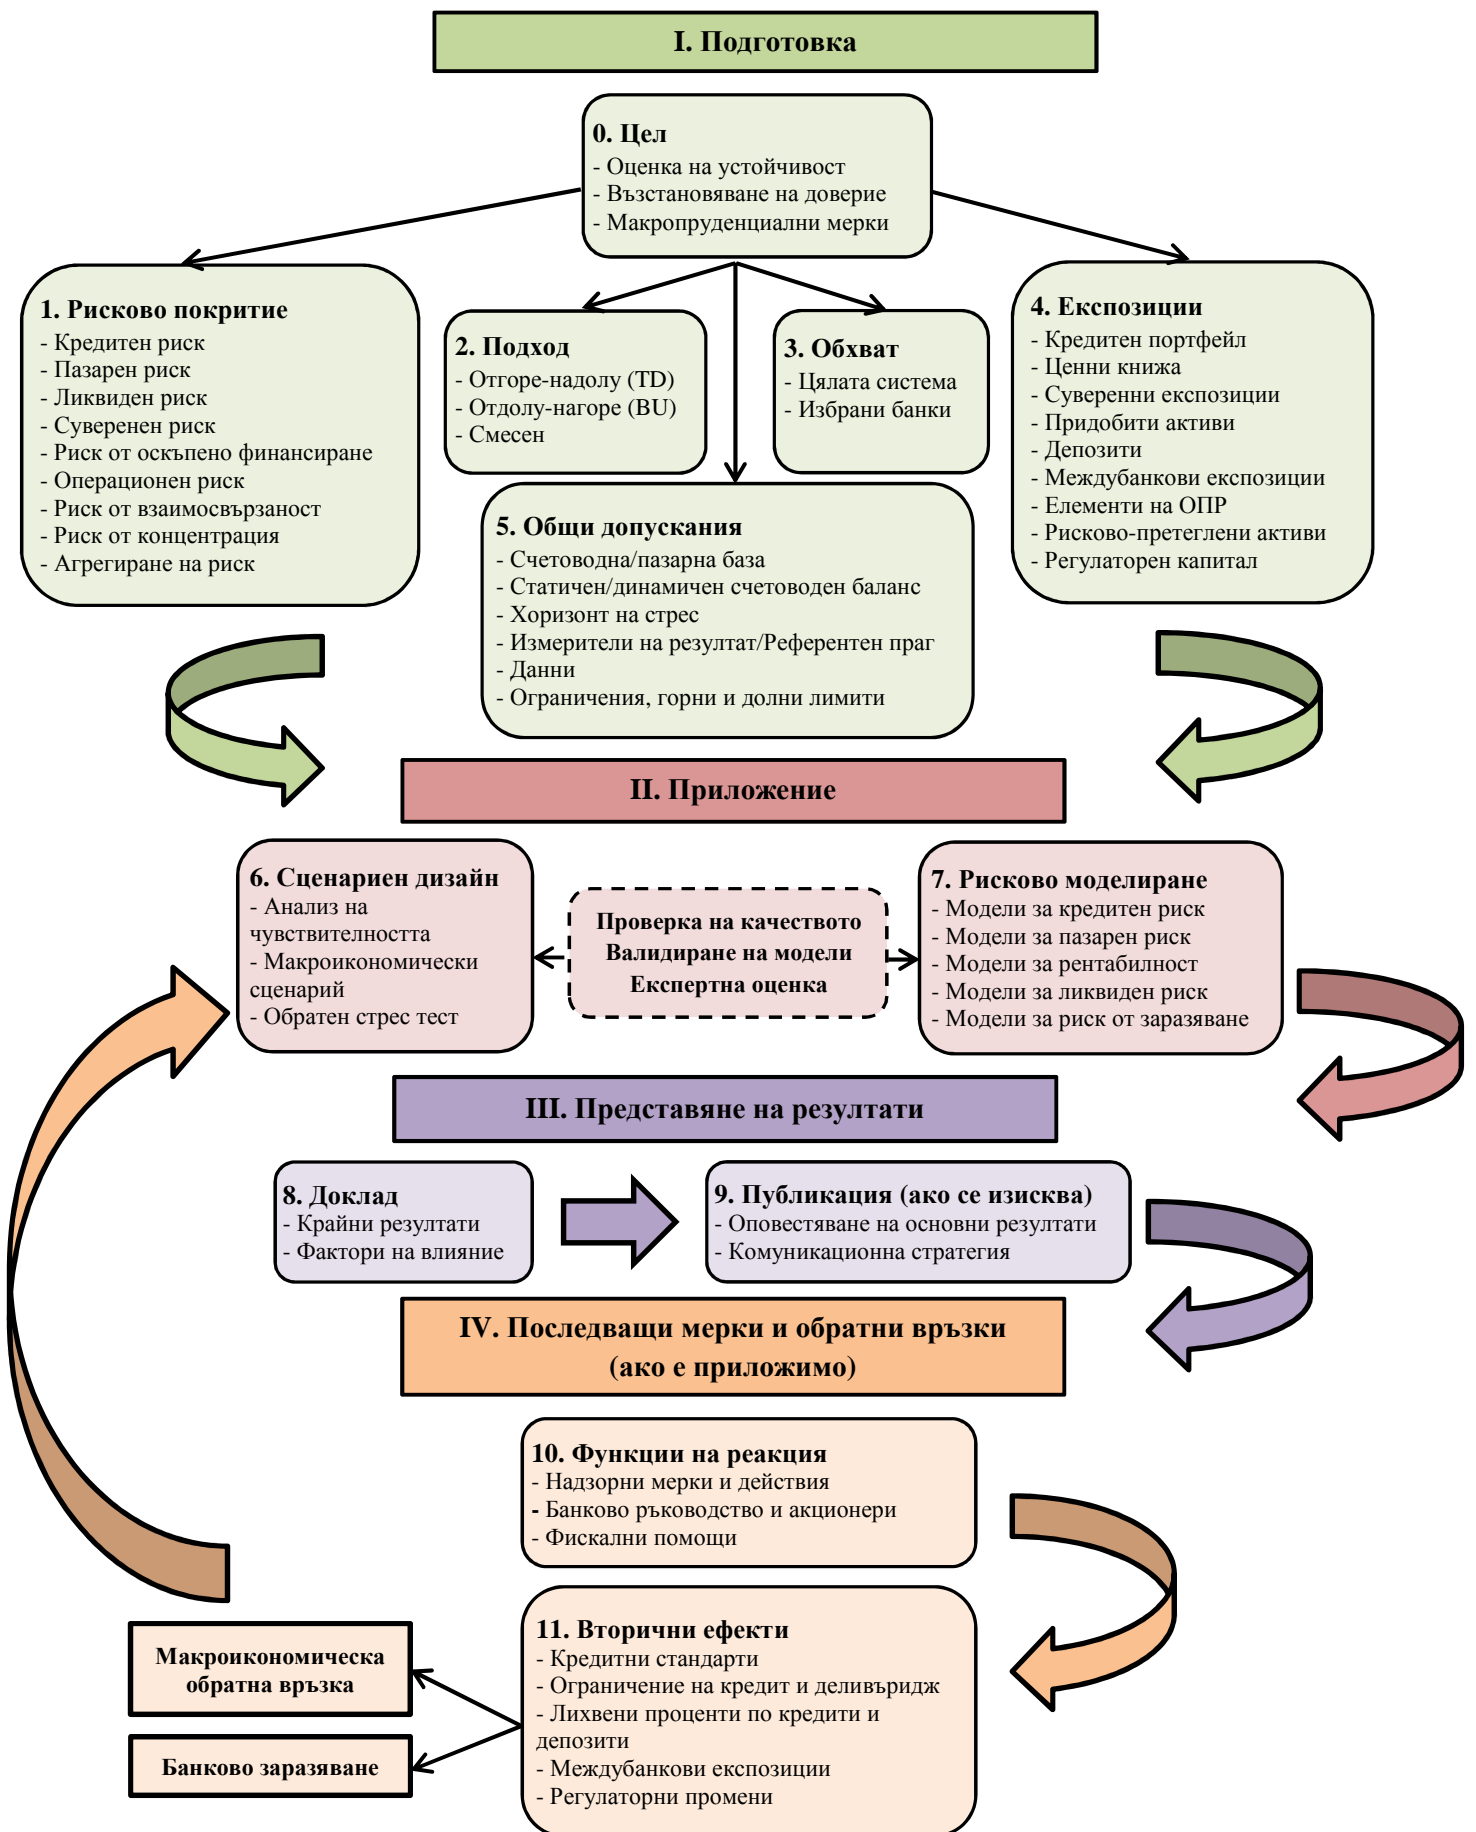 I. Подготовка
0. Цел
- Оценка на устойчивост
- Възстановяване на доверие
- Макропруденциални мерки
1. Рисково покритие
- Кредитен риск
- Пазарен риск
- Ликвиден риск
- Суверенен риск
- Риск от оскъпено финансиране
- Операционен риск
- Риск от взаимосвързаност
- Риск от концентрация
- Агрегиране на риск
2. Подход
- Отгоре-надолу (TD)
- Отдолу-нагоре (BU)
- Смесен
3. Обхват
- Цялата система
- Избрани банки
4. Експозиции
- Кредитен портфейл
- Ценни книжа
- Суверенни експозиции
- Придобити активи
- Депозити
- Междубанкови експозиции
- Елементи на ОПР
- Рисково-претеглени активи
- Регулаторен капитал
5. Общи допускания
- Счетоводна/пазарна база
- Статичен/динамичен счетоводен баланс
- Хоризонт на стрес
- Измерители на резултат/Референтен праг
- Данни
- Ограничения, горни и долни лимити
II. Приложение
6. Сценариен дизайн
- Анализ на
чувствителността
- Макроикономически
сценарий
- Обратен стрес тест
Проверка на качеството
Валидиране на модели
Експертна оценка
7. Рисково моделиране
- Модели за кредитен риск
- Модели за пазарен риск
- Модели за рентабилност
- Модели за ликвиден риск
- Модели за риск от заразяване
III. Представяне на резултати
8. Доклад
- Крайни резултати
- Фактори на влияние
9. Публикация (ако се изисква)
- Оповестяване на основни резултати
- Комуникационна стратегия
IV. Последващи мерки и обратни връзки
(ако е приложимо)
10. Функции на реакция
- Надзорни мерки и действия
- Банково ръководство и акционери
- Фискални помощи
11. Вторични ефекти
- Кредитни стандарти
- Ограничение на кредит и деливъридж
- Лихвени проценти по кредити и
депозити
- Междубанкови експозиции
- Регулаторни промени
Макроикономическа
обратна връзка
Банково заразяване